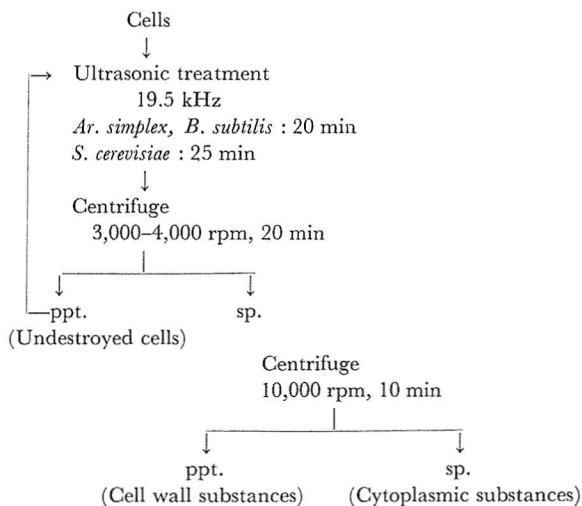 Cells
Ultrasonic treatment
19.5 kHz
Ar. simplex, B. subtilis : 20 min
S. cerevisiae : 25 min
Centrifuge
3,000–4,000 rpm, 20 min
ppt. sp.
(Undestroyed cells)
Centrifuge
10,000 rpm, 10 min
ppt. sp.
(Cell wall substances) (Cytoplasmic substances)